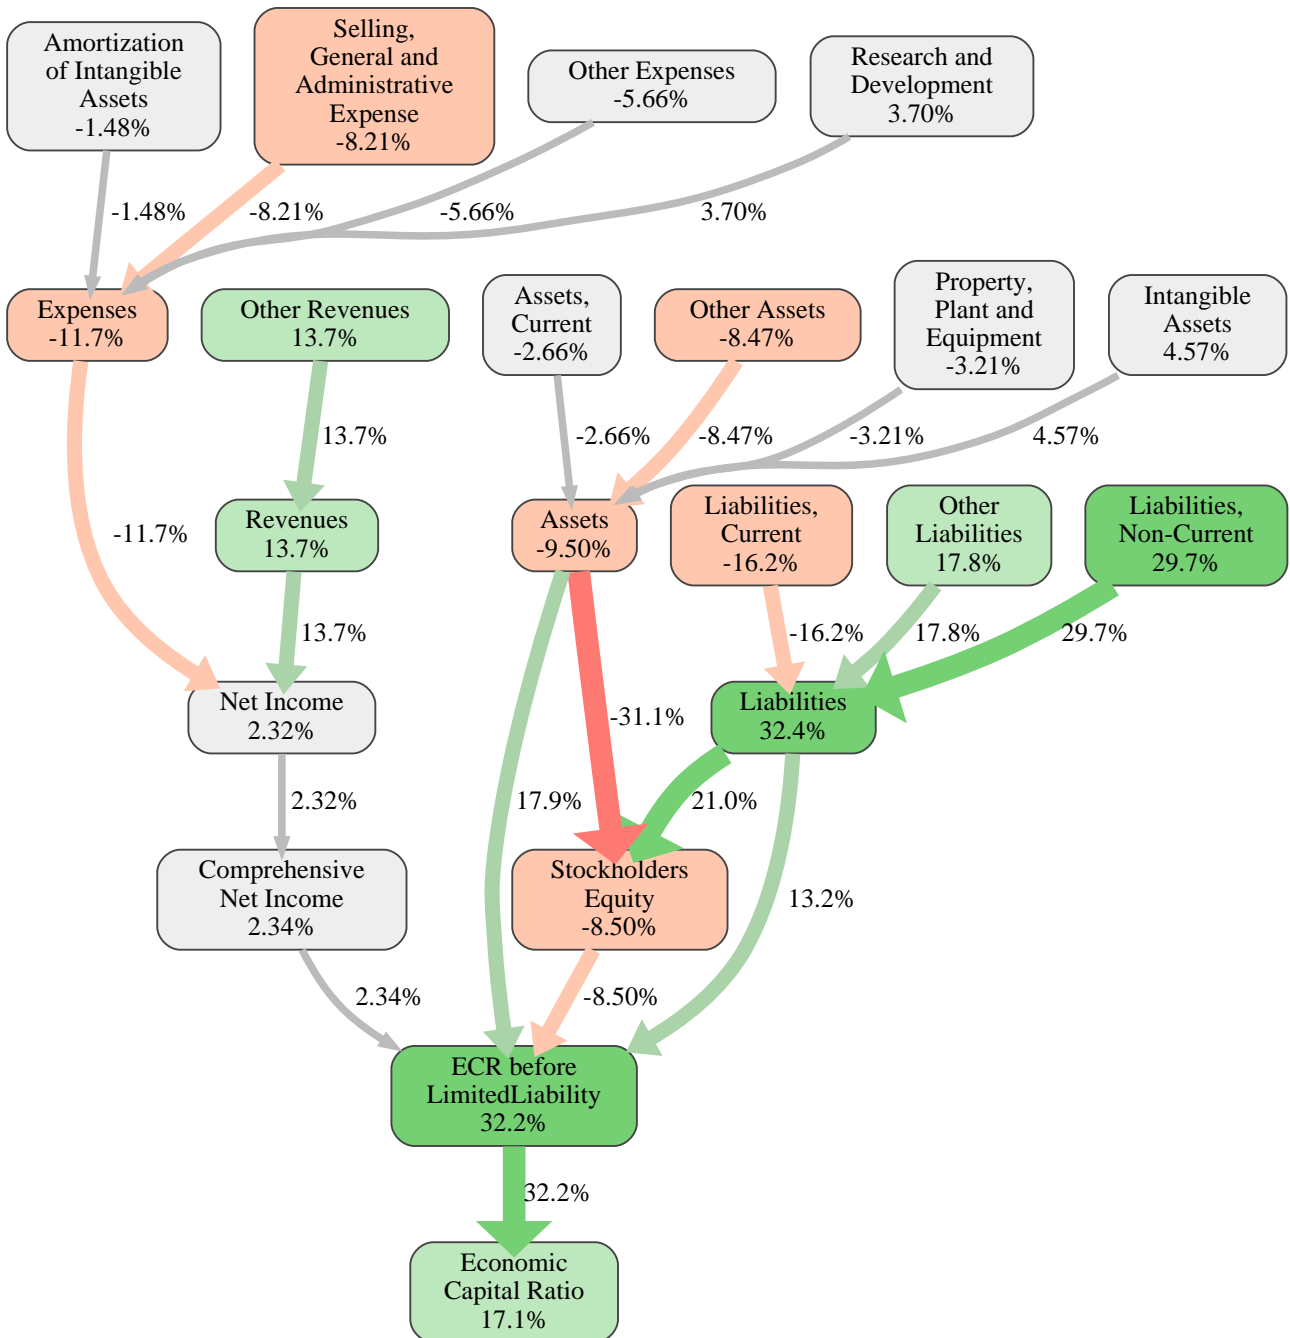 Amortization
of Intangible
Assets
-1.48%
Selling,
General and
Administrative
Expense
-8.21%
Other Expenses
-5.66%
Research and
Development
3.70%
-1.48%
-8.21%
-5.66%
3.70%
Expenses
-11.7%
Other Revenues
13.7%
Assets,
Current
-2.66%
Other Assets
-8.47%
Property,
Plant and
Equipment
-3.21%
Intangible
Assets
4.57%
13.7%
-2.66%
-8.47%
-3.21%
4.57%
-11.7%
Revenues
13.7%
Assets
-9.50%
Liabilities,
Current
-16.2%
Other
Liabilities
17.8%
Liabilities,
Non-Current
29.7%
13.7%
-16.2%
17.8%
29.7%
Net Income
2.32%
-31.1%
Liabilities
32.4%
2.32%
17.9%
21.0%
Comprehensive
Net Income
2.34%
Stockholders
Equity
-8.50%
13.2%
2.34%
-8.50%
ECR before
LimitedLiability
32.2%
32.2%
Economic
Capital Ratio
17.1%